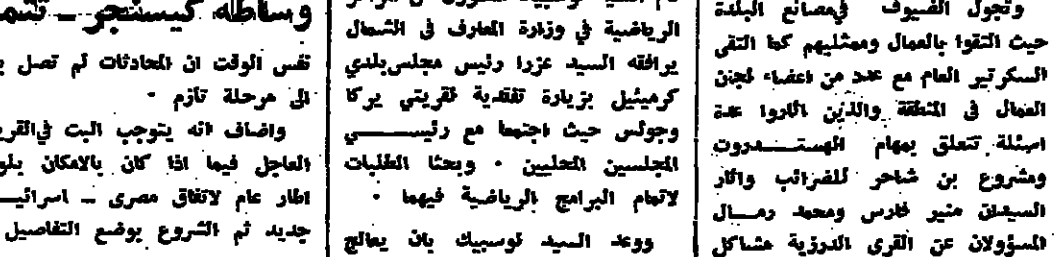 وتجول الضيوف في مصانع البلدة
حيث التقوا بالعمال وممثليهم كما التقى
السكرتير العام مع عدد من اعضاء لجان
العمال في المنطقة والذين اثاروا عدة
اسئلة تتعلق بمهام الهستدروت
ومشروع بن شاحر للضرائب واثار
السيدان منير فارس ومحمد رمال
المسؤولان عن القرى الدرزية مشاكل
الرياضية في وزارة المعارف في الشمال
يرافقه السيد عزرا رئيس مجلس بلدي
كرميئيل بزيارة تفقدية لقريتي يركا
وجولس حيث اجتمعا مع رئيسي
المجلسين المحليين • وبحثا الطلبات
لاتمام البرامج الرياضية فيهما •
ووعد السيد توسبيك بان يعالج
وساطة كيسنجر ــ
نفس الوقت ان المحادثات لم تصل
الى مرحلة تازم •
واضاف انه يتوجب البت في
العاجل فيما اذا كان بالامكان
اطار عام لاتفاق مصرى ــ
جديد ثم الشروع بوضع التفاصيل